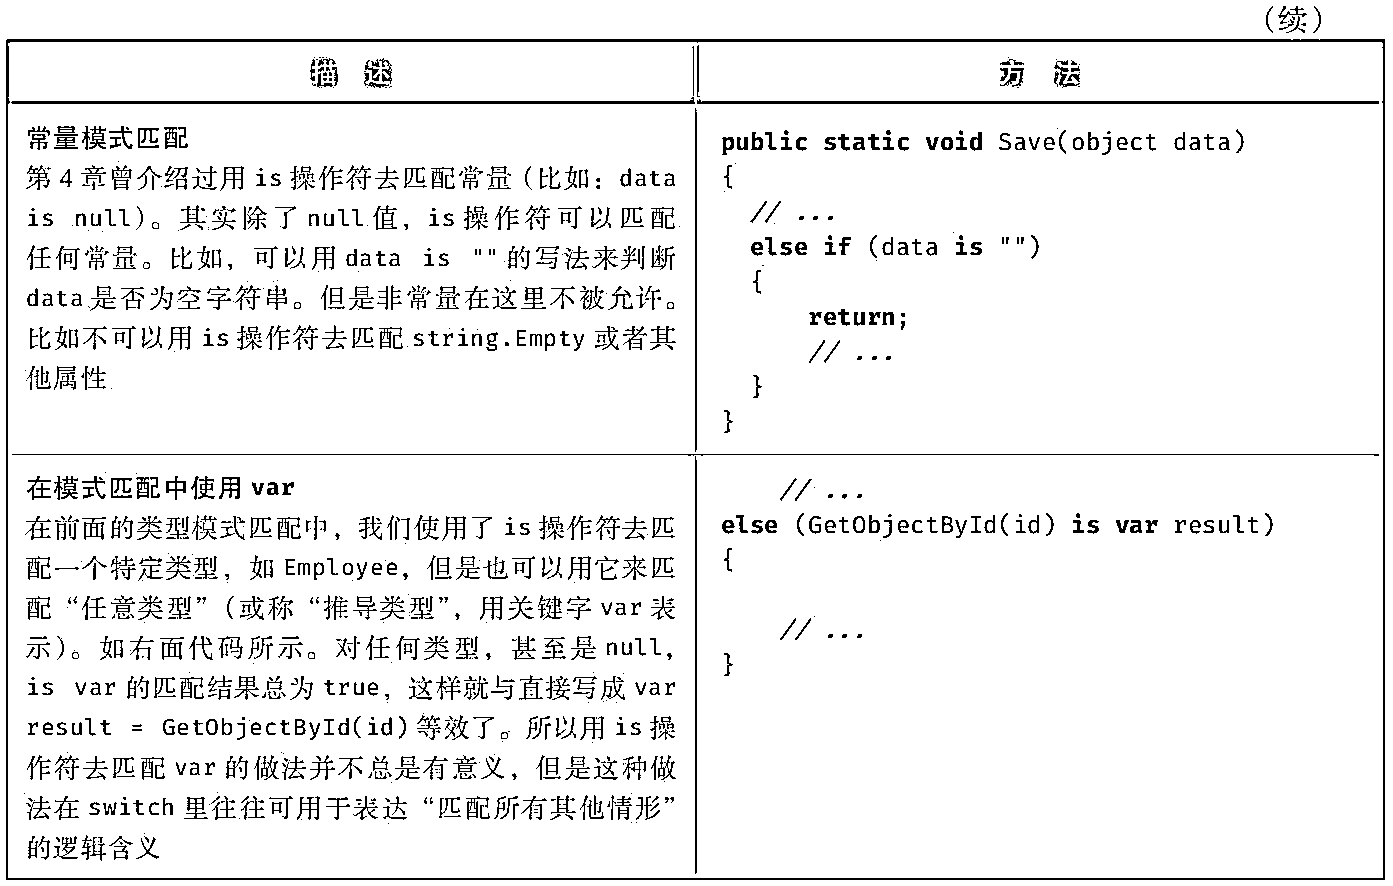 （续）
描 述
方 法
常量模式匹配
第 4 章曾介绍过用 is 操作符去匹配常量（比如：data
is null）。其实除了 null 值，is 操作符可以匹配
任何常量。比如，可以用 data is "" 的写法来判断
data 是否为空字符串。但是非常量在这里不被允许。
比如不可以用 is 操作符去匹配 string.Empty 或者其
他属性
public static void Save(object data)
{
// ...
else if (data is "")
{
return;
// ...
}
}
在模式匹配中使用 var
在前面的类型模式匹配中，我们使用了 is 操作符去匹
配一个特定类型，如 Employee，但是也可以用它来匹
配“任意类”型”（或称“推导类型”，用关键字 var 表
示）。如右面代码所示。对任何类型，甚至是 null，
is var 的匹配结果总为 true，这样就与直接写成 var
result = GetObjectById(id) 等效了。所以用 is 操
作符去匹配 var 的做法并不总是有意义，但是这种做
法在 switch 里往往可用于表达“匹配所有其他情形”
的逻辑含义
// ...
else (GetObjectById(id) is var result)
{
// ...
}